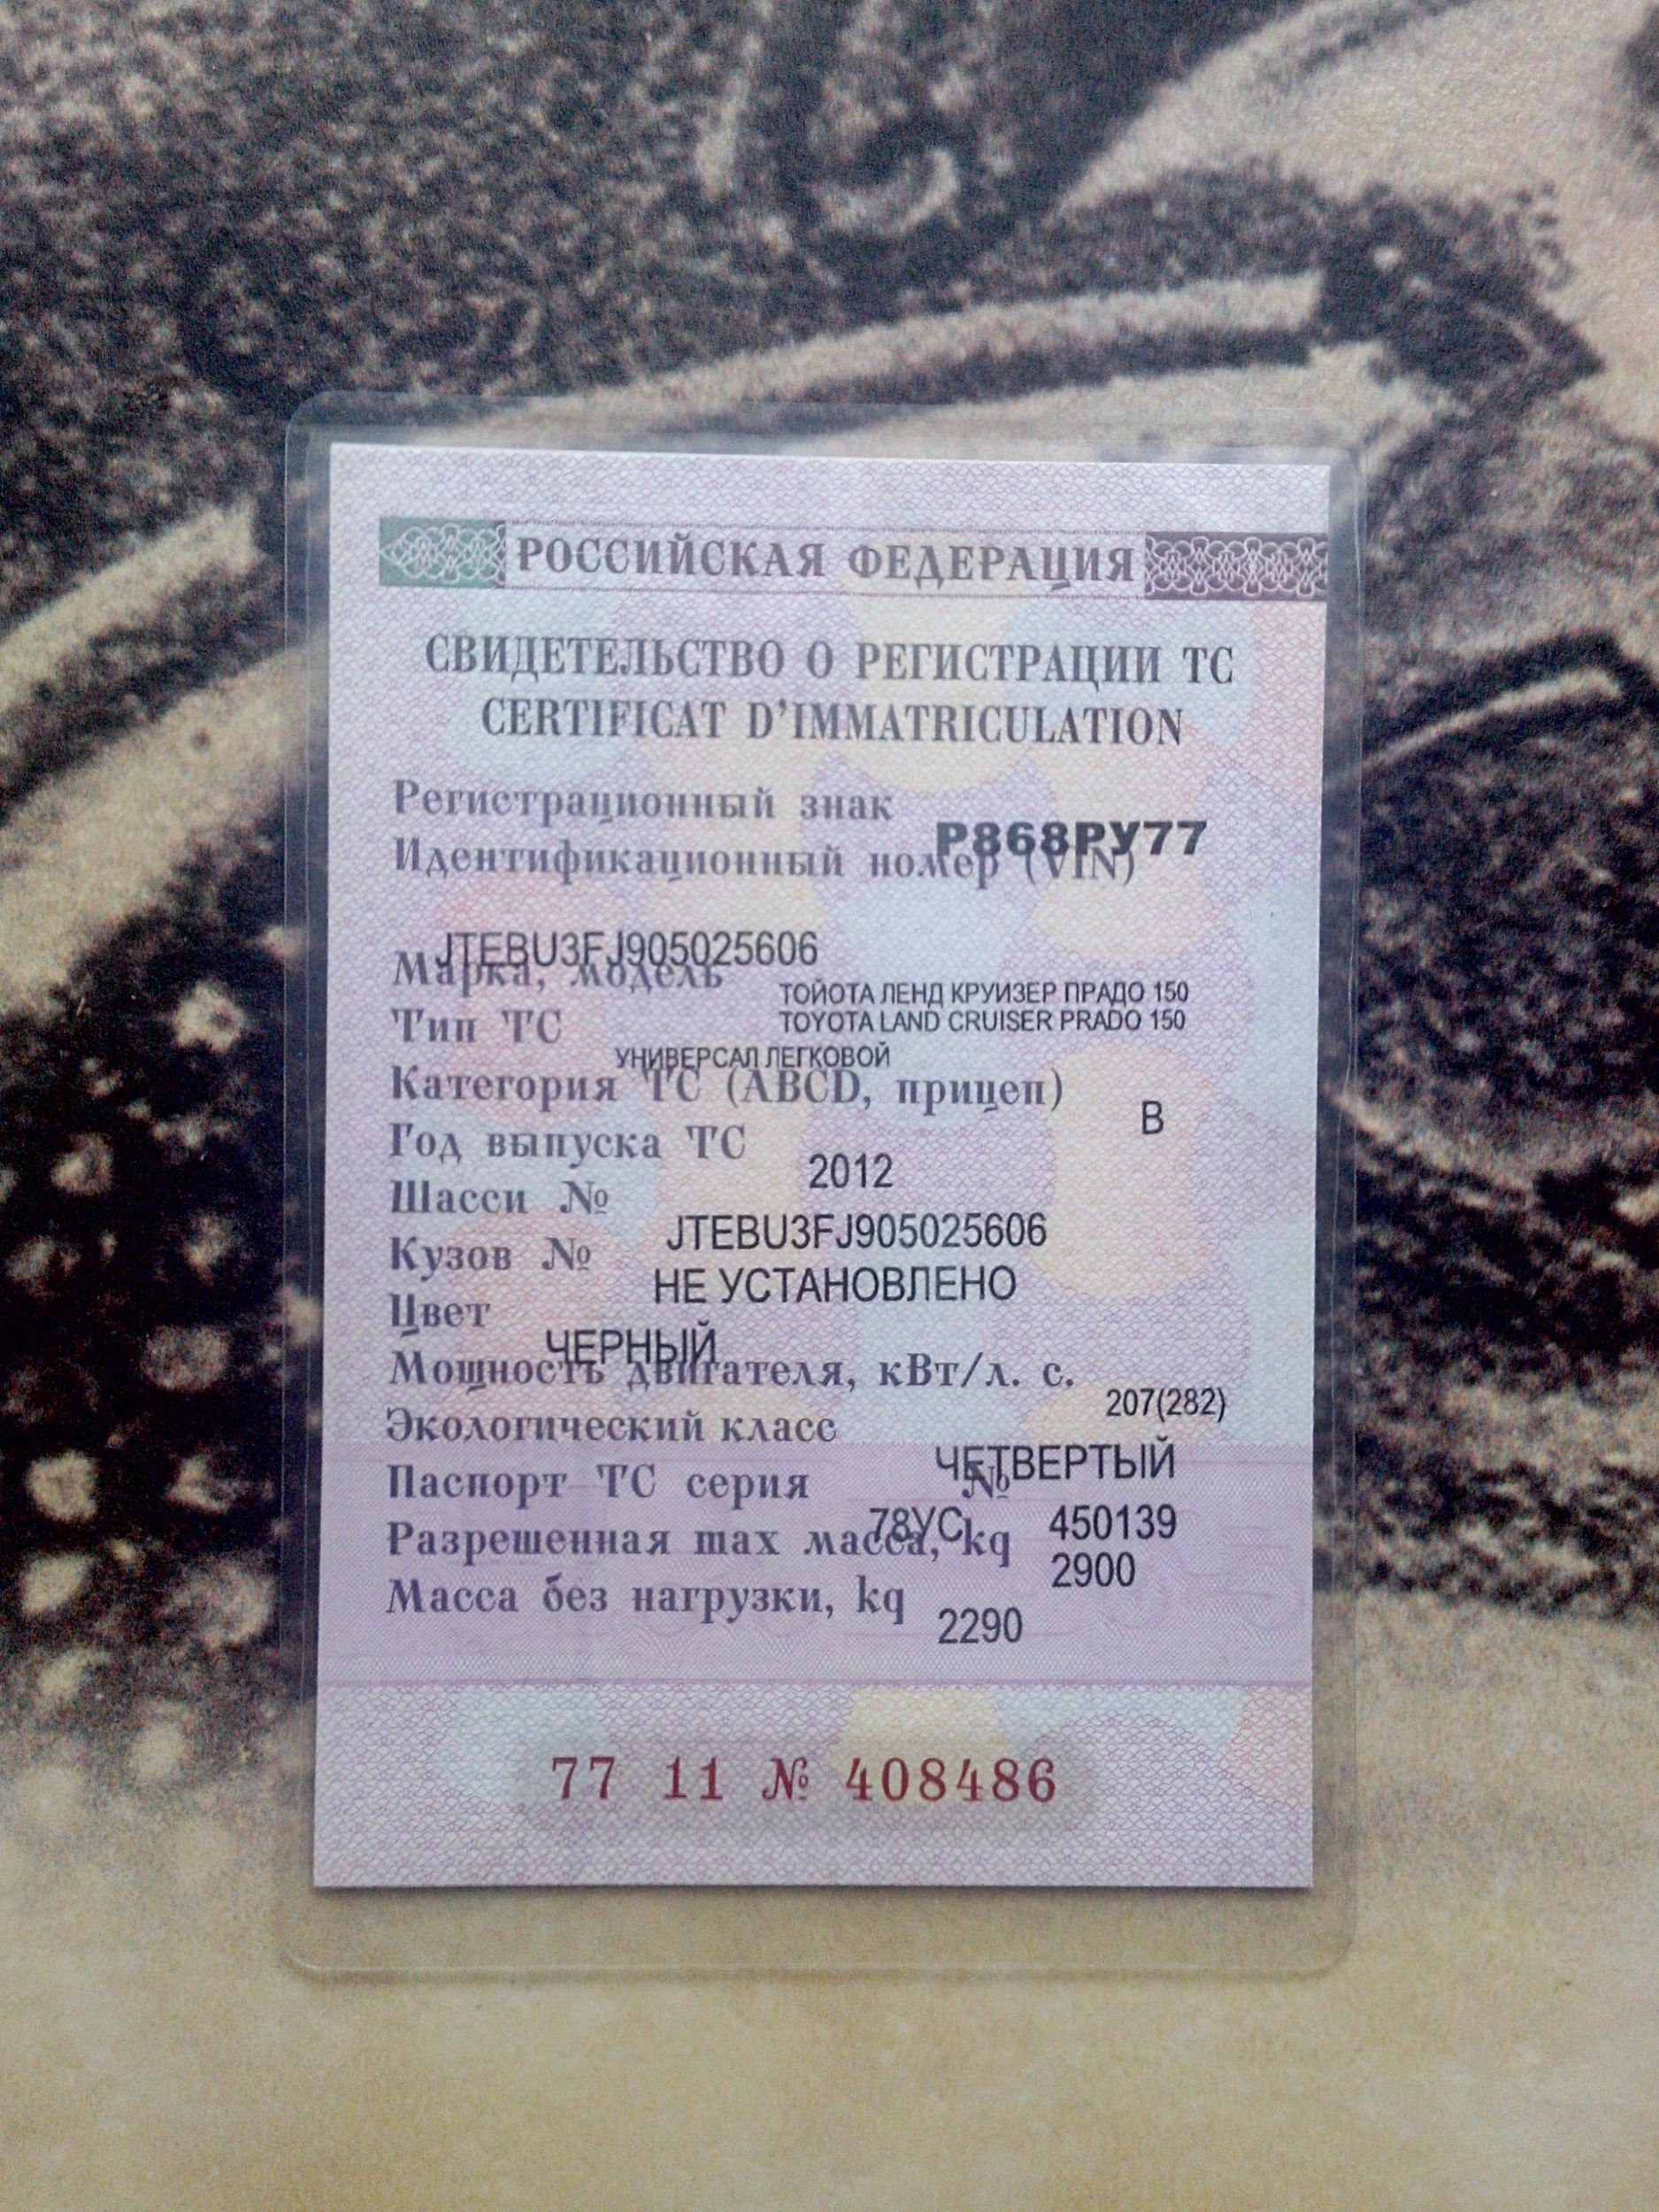 РОССИЙСКАЯ ФЕДЕРАЦИЯ
СВИДЕТЕЛЬСТВО О РЕГИСТРАЦИИ ТС
CERTIFICAT D'IMMATRICULATION
Регистрационный знак Р868РУ77
Идентификационный номер (VIN)
JTEBU3FJ905025606
Марка, модель ТОЙОТА ЛЕНД КРУИЗЕР ПРАДО 150
TOYOTA LAND CRUISER PRADO 150
Тип ТС УНИВЕРСАЛ ЛЕГКОВОЙ
Категория ТС (ABCD, прицеп) B
Год выпуска ТС 2012
Шасси № JTEBU3FJ905025606
Кузов № НЕ УСТАНОВЛЕНО
Цвет ЧЕРНЫЙ
Мощность двигателя, кВт/л. с. 207(282)
Экологический класс ЧЕТВЕРТЫЙ
Паспорт ТС серия 78УС № 450139
Разрешенная max масса, kg 2900
Масса без нагрузки, kg 2290
77 11 № 408486